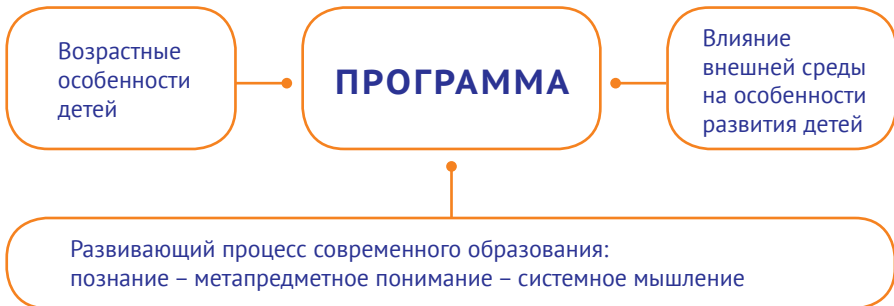 Возрастные
особенности
детей
ПРОГРАММА
Влияние
внешней среды
на особенности
развития детей
Развивающий процесс современного образования:
познание – метапредметное понимание – системное мышление